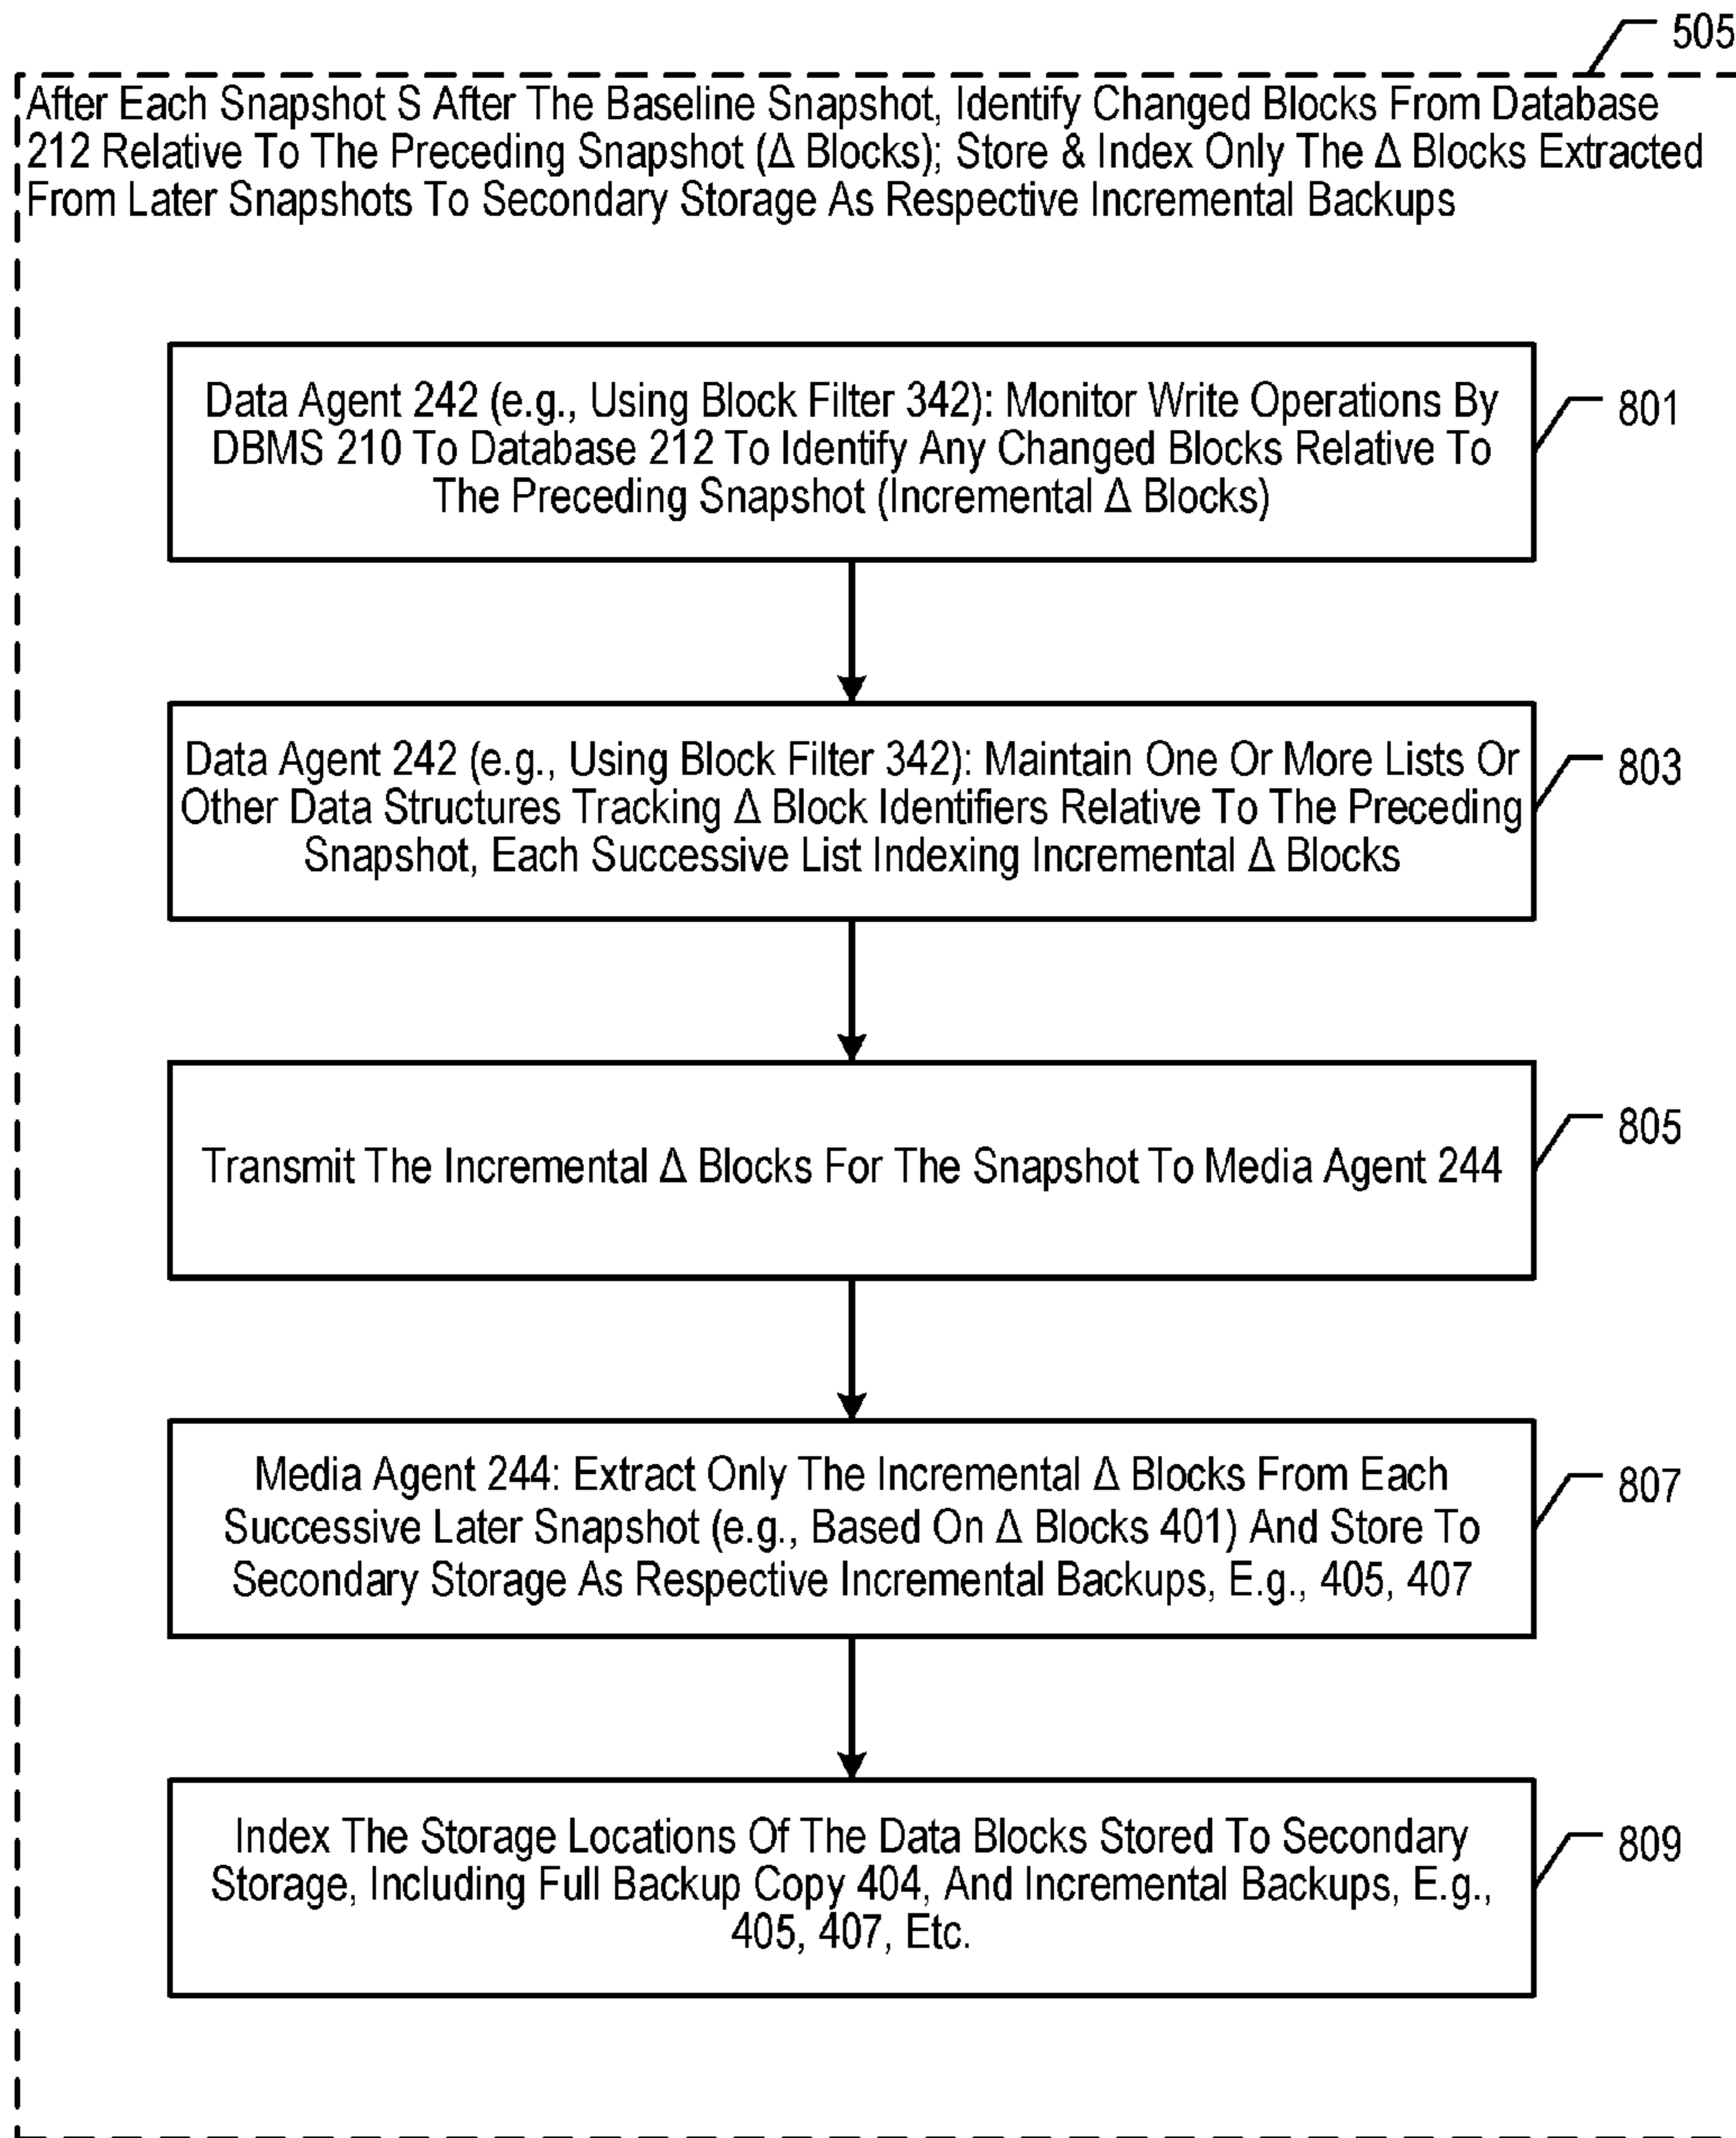 505
After Each Snapshot S After The Baseline Snapshot, Identify Changed Blocks From Database
212 Relative To The Preceding Snapshot (Δ Blocks); Store & Index Only The Δ Blocks Extracted
From Later Snapshots To Secondary Storage As Respective Incremental Backups
Data Agent 242 (e.g., Using Block Filter 342): Monitor Write Operations By
DBMS 210 To Database 212 To Identify Any Changed Blocks Relative To
The Preceding Snapshot (Incremental Δ Blocks)
801
Data Agent 242 (e.g., Using Block Filter 342): Maintain One Or More Lists Or
Other Data Structures Tracking Δ Block Identifiers Relative To The Preceding
Snapshot, Each Successive List Indexing Incremental Δ Blocks
803
Transmit The Incremental Δ Blocks For The Snapshot To Media Agent 244
805
Media Agent 244: Extract Only The Incremental Δ Blocks From Each
Successive Later Snapshot (e.g., Based On Δ Blocks 401) And Store To
Secondary Storage As Respective Incremental Backups, E.g., 405, 407
807
Index The Storage Locations Of The Data Blocks Stored To Secondary
Storage, Including Full Backup Copy 404, And Incremental Backups, E.g.,
405, 407, Etc.
809